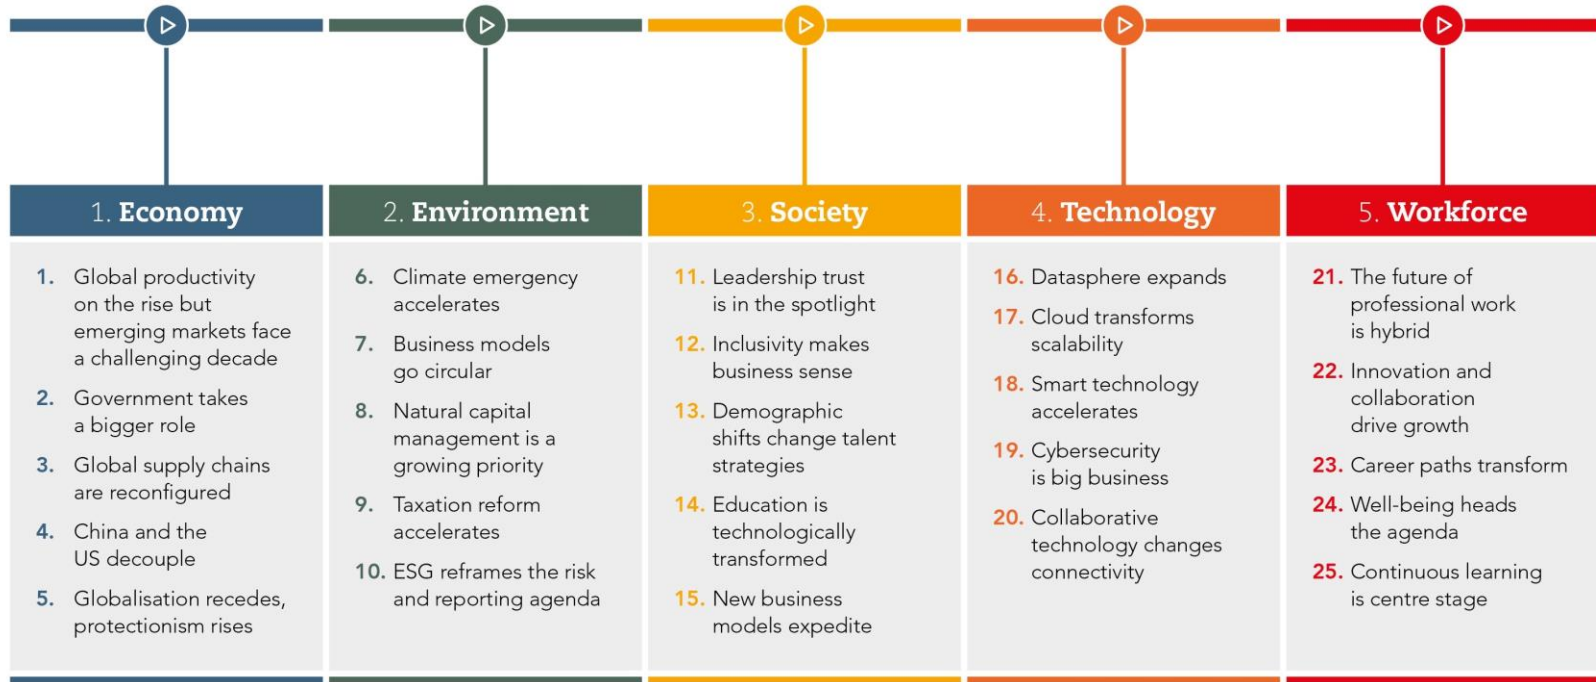 1. Economy
1. Global productivity
on the rise but
emerging markets face
a challenging decade
2. Government takes
a bigger role
3. Global supply chains
are reconfigured
4. China and the
US decouple
5. Globalisation recedes,
protectionism rises
2. Environment
6. Climate emergency
accelerates
7. Business models
go circular
8. Natural capital
management is a
growing priority
9. Taxation reform
accelerates
10. ESG reframes the risk
and reporting agenda
3. Society
11. Leadership trust
is in the spotlight
12. Inclusivity makes
business sense
13. Demographic
shifts change talent
strategies
14. Education is
technologically
transformed
15. New business
models expedite
4. Technology
16. Datasphere expands
17. Cloud transforms
scalability
18. Smart technology
accelerates
19. Cybersecurity
is big business
20. Collaborative
technology changes
connectivity
5. Workforce
21. The future of
professional work
is hybrid
22. Innovation and
collaboration
drive growth
23. Career paths transform
24. Well-being heads
the agenda
25. Continuous learning
is centre stage